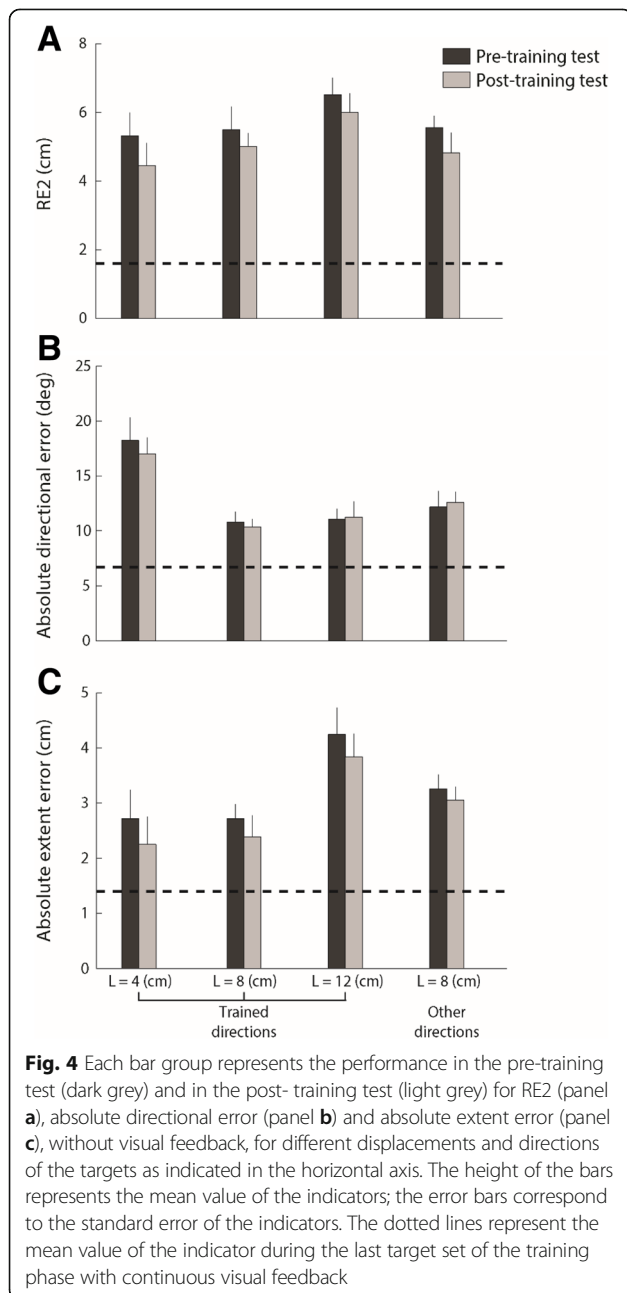 A
8
Pre-training test
Post-training test
6
RE2 (cm)
4
2
0
B
25
20
Absolute directional error (deg)
15
10
5
0
C
5
4
Absolute extent error (cm)
3
2
1
0
L = 4 (cm) L = 8 (cm) L = 12 (cm) L = 8 (cm)
Trained Other
directions directions
Fig. 4 Each bar group represents the performance in the pre-training
test (dark grey) and in the post- training test (light grey) for RE2 (panel
a), absolute directional error (panel b) and absolute extent error (panel
c), without visual feedback, for different displacements and directions
of the targets as indicated in the horizontal axis. The height of the bars
represents the mean value of the indicators; the error bars correspond
to the standard error of the indicators. The dotted lines represent the
mean value of the indicator during the last target set of the training
phase with continuous visual feedback